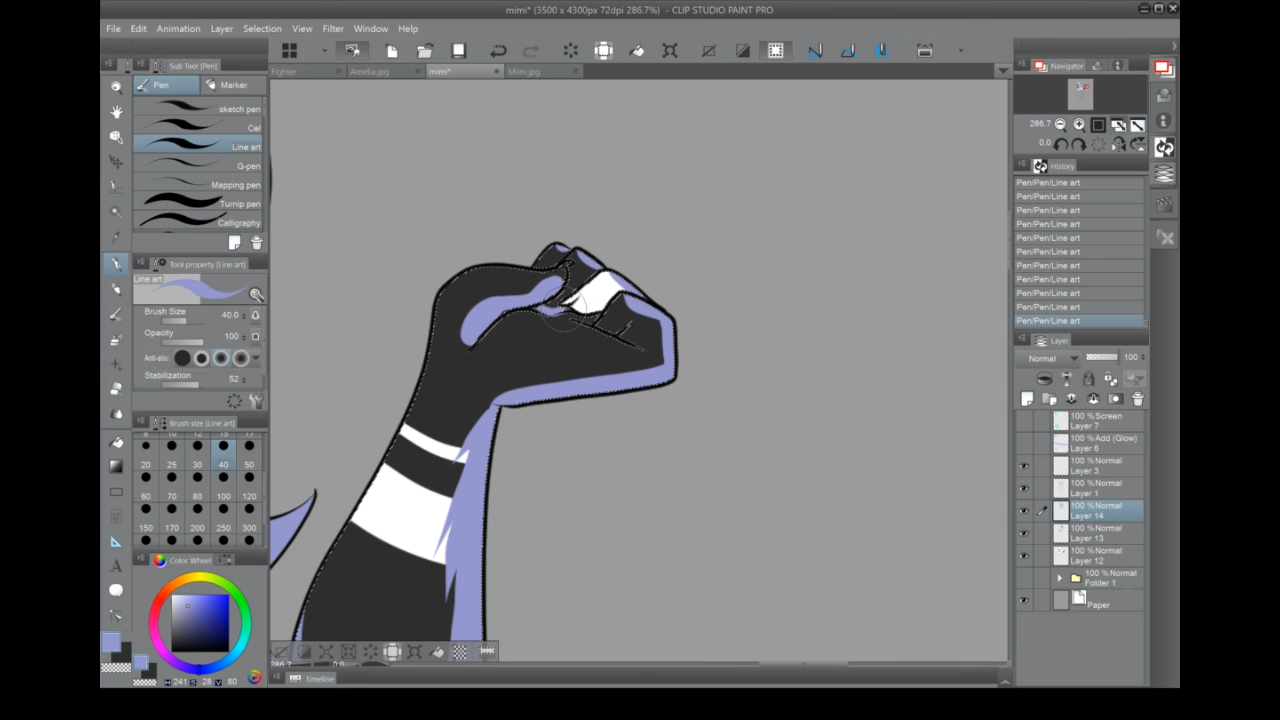 mimi* (3500 x 4300px 72dpi 286.7%) - CLIP STUDIO PAINT PRO
File Edit Animation Layer Selection View Filter Window Help
Sub Tool [Pen]
Fighter Amelia.jpg mimi* Mimi.jpg
Navigator
Pen Marker
sketch pen
Cel
Line art
G-pen
Mapping pen
Turnip pen
Calligraphy
Tool property [Line art]
Line art
Brush Size 40.0
Opacity 100
Anti-alia:
Stabilization 52
Brush size (Line art)
20 25 30 40 50
60 70 80 100 120
150 170 200 250 300
Color Wheel
H 241 S 28 V 80
286.7 0.0
Timeline
286.7
0.0
History
Pen/Pen/Line art
Pen/Pen/Line art
Pen/Pen/Line art
Pen/Pen/Line art
Pen/Pen/Line art
Pen/Pen/Line art
Pen/Pen/Line art
Pen/Pen/Line art
Pen/Pen/Line art
Pen/Pen/Line art
Pen/Pen/Line art
Layer
Normal 100
100 % Screen
Layer 7
100 % Add (Glow)
Layer 6
100 % Normal
Layer 3
100 % Normal
Layer 1
100 % Normal
Layer 14
100 % Normal
Layer 13
100 % Normal
Layer 12
100 % Normal
Folder 1
Paper